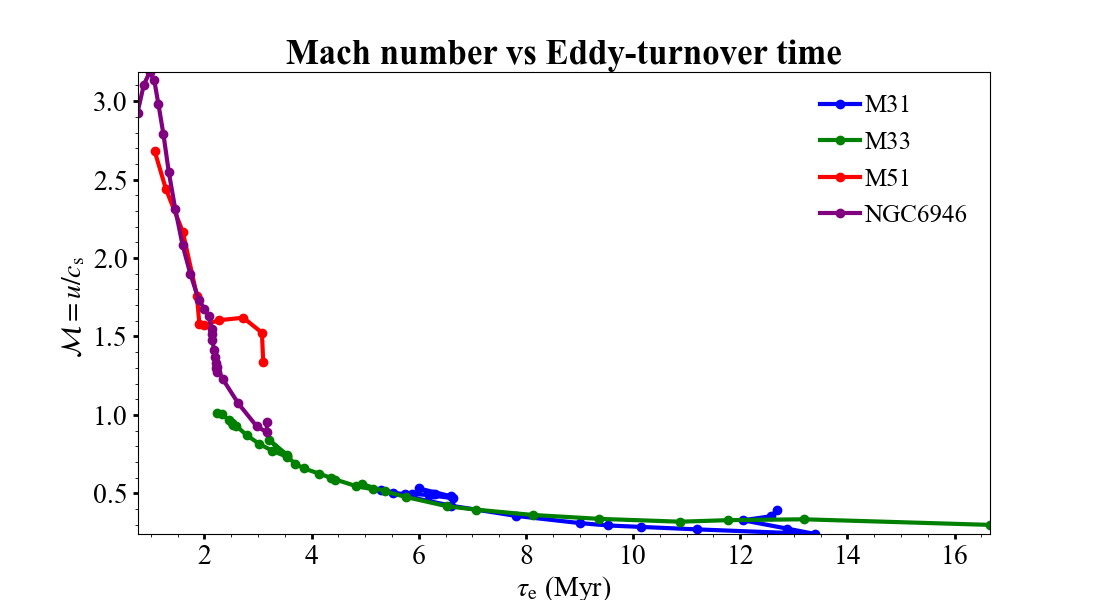 Mach number vs Eddy-turnover time
M31
M33
M51
NGC6946
3.0
2.5
2.0
1.5
1.0
0.5
ℳ = u/cₛ
2 4 6 8 10 12 14 16
τₑ (Myr)